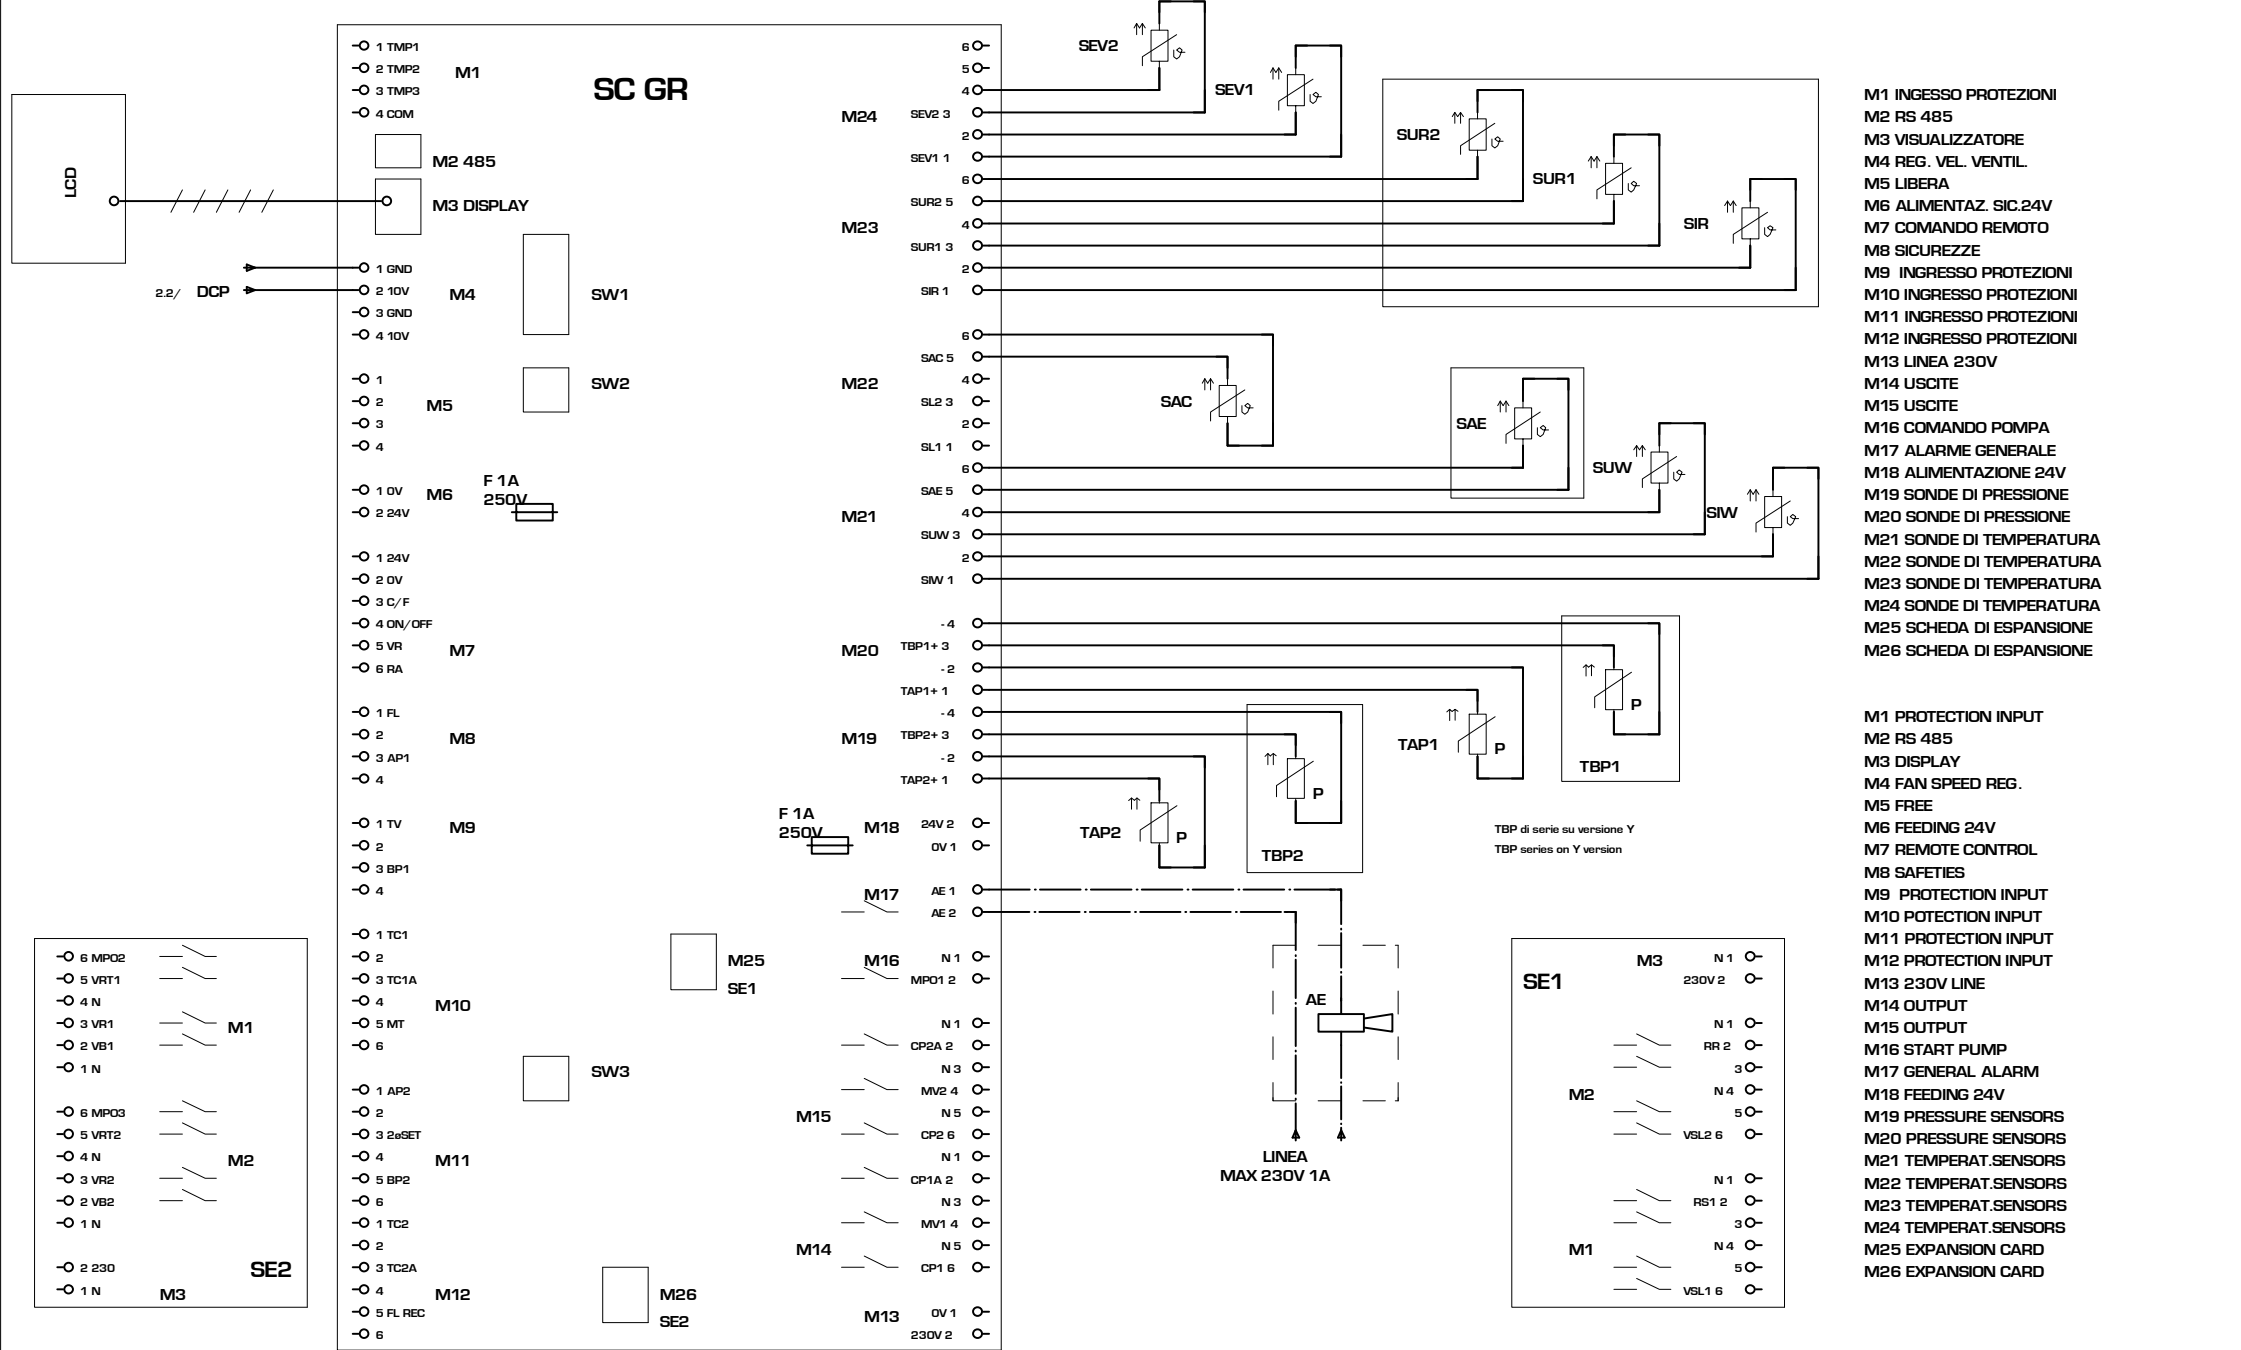 LCD
2.2/ DCP
SC GR
1 TMP1
2 TMP2
3 TMP3
4 COM
M1
M2 485
M3 DISPLAY
1 GND
2 10V
3 GND
4 10V
M4
SW1
1
2
3
4
M5
SW2
1 0V
2 24V
M6
F 1A
250V
1 24V
2 0V
3 C/F
4 ON/OFF
5 VR
6 RA
M7
1 FL
2
3 AP1
4
M8
1 TV
2
3 BP1
4
M9
1 TC1
2
3 TC1A
4
5 MT
6
M10
1 AP2
2
3 2øSET
4
5 BP2
6
M11
1 TC2
2
3 TC2A
4
5 FL REC
6
M12
M25
SE1
SW3
M26
SE2
6
5
4
SEV2 3
2
SEV1 1
M24
6
SUR2 5
4
SUR1 3
2
SIR 1
M23
6
SAC 5
4
SL2 3
2
SL1 1
M22
6
SAE 5
4
SUW 3
2
SIW 1
M21
- 4
TBP1+ 3
- 2
TAP1+ 1
M20
- 4
TBP2+ 3
- 2
TAP2+ 1
M19
F 1A
250V
M18
24V 2
0V 1
M17
AE 1
AE 2
M16
N 1
MPO1 2
N 1
CP2A 2
N 3
MV2 4
N 5
CP2 6
M15
N 1
CP1A 2
N 3
MV1 4
N 5
CP1 6
M14
M13
0V 1
230V 2
SEV2
SEV1
SUR2
SUR1
SIR
SAC
SAE
SUW
SIW
TBP1
P
TAP1
P
TBP2
P
TAP2
P
TBP di serie su versione Y
TBP series on Y version
AE
LINEA
MAX 230V 1A
6 MPO2
5 VRT1
4 N
3 VR1
2 VB1
1 N
M1
6 MPO3
5 VRT2
4 N
3 VR2
2 VB2
1 N
M2
2 230
1 N
M3
SE2
SE1
M3
N 1
230V 2
N 1
RR 2
3
N 4
5
VSL2 6
M2
N 1
RS1 2
3
N 4
5
VSL1 6
M1
M1 INGESSO PROTEZIONI
M2 RS 485
M3 VISUALIZZATORE
M4 REG. VEL. VENTIL.
M5 LIBERA
M6 ALIMENTAZ. SIC.24V
M7 COMANDO REMOTO
M8 SICUREZZE
M9 INGRESSO PROTEZIONI
M10 INGRESSO PROTEZIONI
M11 INGRESSO PROTEZIONI
M12 INGRESSO PROTEZIONI
M13 LINEA 230V
M14 USCITE
M15 USCITE
M16 COMANDO POMPA
M17 ALARME GENERALE
M18 ALIMENTAZIONE 24V
M19 SONDE DI PRESSIONE
M20 SONDE DI PRESSIONE
M21 SONDE DI TEMPERATURA
M22 SONDE DI TEMPERATURA
M23 SONDE DI TEMPERATURA
M24 SONDE DI TEMPERATURA
M25 SCHEDA DI ESPANSIONE
M26 SCHEDA DI ESPANSIONE
M1 PROTECTION INPUT
M2 RS 485
M3 DISPLAY
M4 FAN SPEED REG.
M5 FREE
M6 FEEDING 24V
M7 REMOTE CONTROL
M8 SAFETIES
M9 PROTECTION INPUT
M10 POTECTION INPUT
M11 PROTECTION INPUT
M12 PROTECTION INPUT
M13 230V LINE
M14 OUTPUT
M15 OUTPUT
M16 START PUMP
M17 GENERAL ALARM
M18 FEEDING 24V
M19 PRESSURE SENSORS
M20 PRESSURE SENSORS
M21 TEMPERAT.SENSORS
M22 TEMPERAT.SENSORS
M23 TEMPERAT.SENSORS
M24 TEMPERAT.SENSORS
M25 EXPANSION CARD
M26 EXPANSION CARD